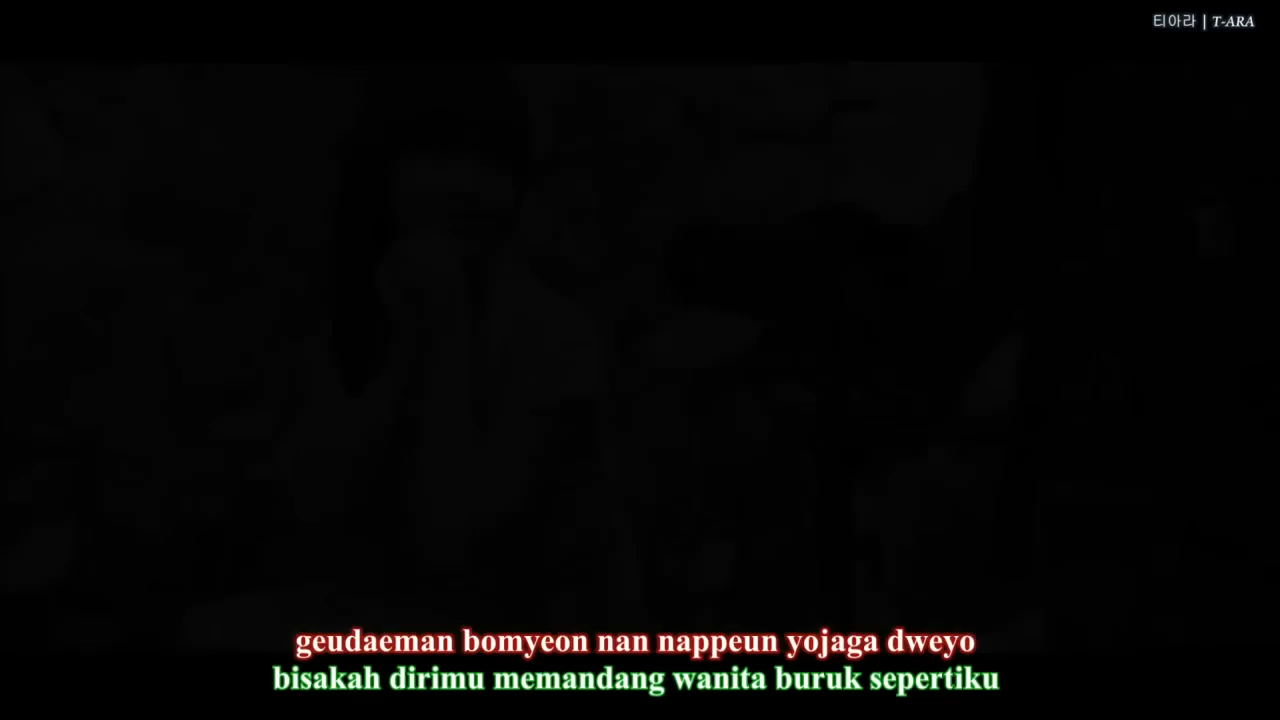 티아라 | T-ARA
geudaeman bomyeon nan nappeun yojaga dweyo
bisakah dirimu memandang wanita buruk sepertiku